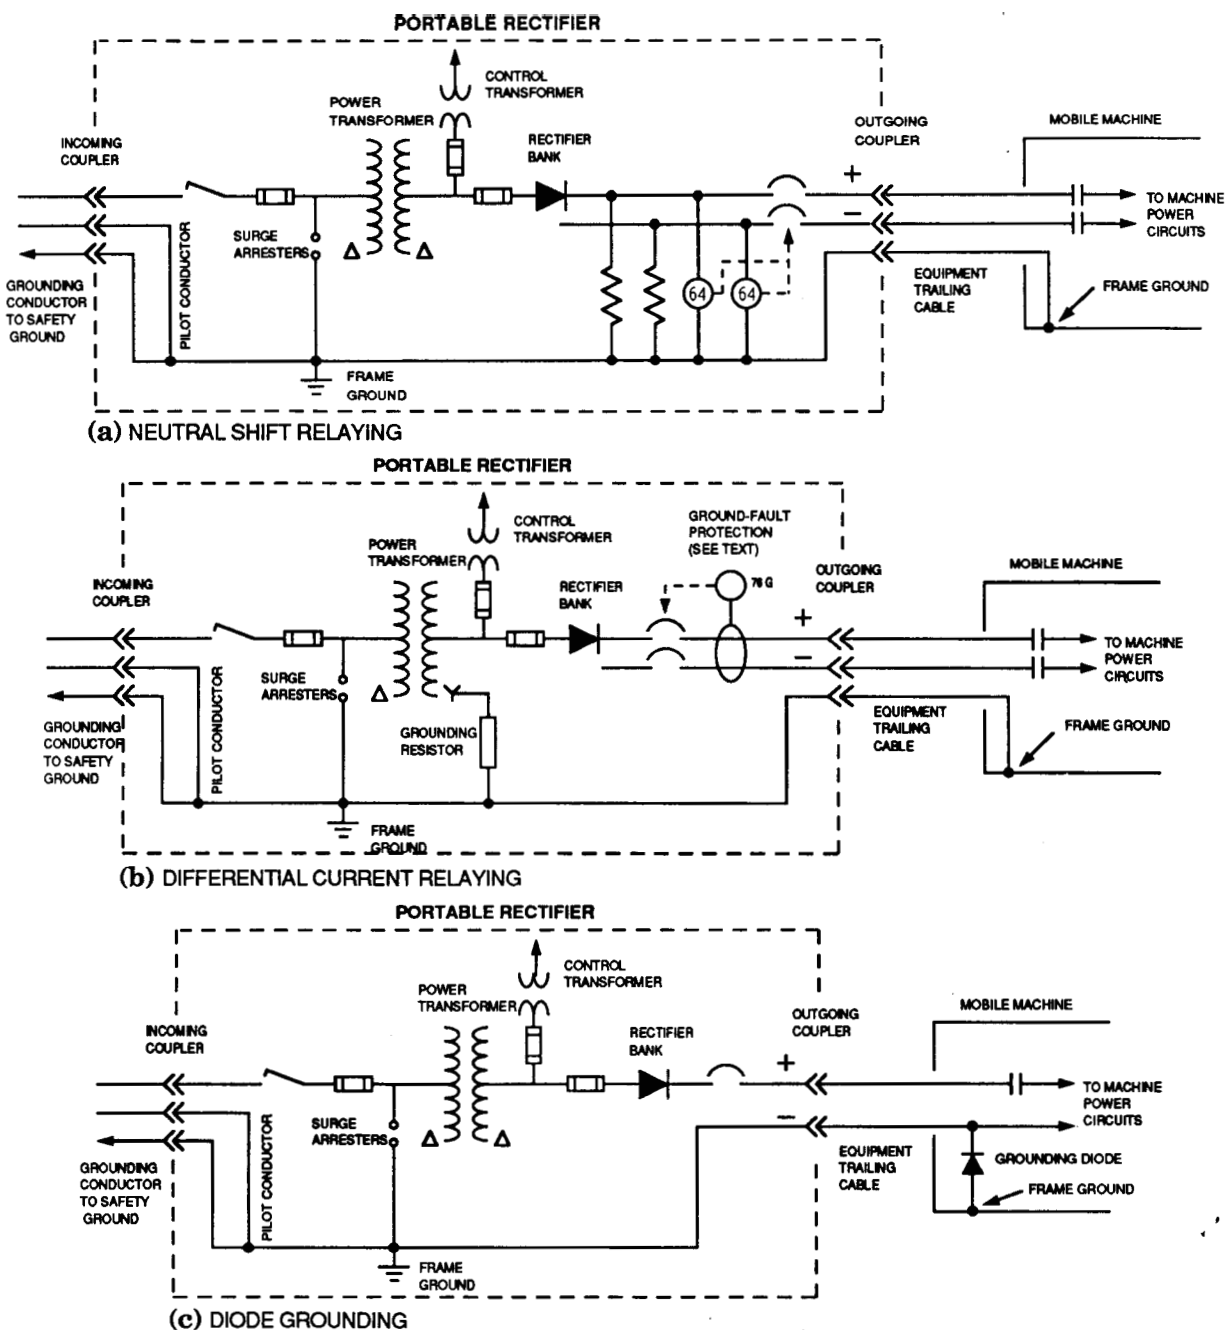 PORTABLE RECTIFIER
CONTROL
TRANSFORMER
POWER
TRANSFORMER
INCOMING
COUPLER
RECTIFIER
BANK
OUTGOING
COUPLER
MOBILE MACHINE
+
−
TO MACHINE
POWER
CIRCUITS
SURGE
ARRESTERS
Δ Δ
PILOT CONDUCTOR
64 64
GROUNDING
CONDUCTOR
TO SAFETY
GROUND
EQUIPMENT
TRAILING
CABLE
FRAME GROUND
FRAME
GROUND
(a) NEUTRAL SHIFT RELAYING
PORTABLE RECTIFIER
CONTROL
TRANSFORMER
GROUND-FAULT
PROTECTION
(SEE TEXT)
POWER
TRANSFORMER
INCOMING
COUPLER
RECTIFIER
BANK
76 G
OUTGOING
COUPLER
MOBILE MACHINE
+
−
TO MACHINE
POWER
CIRCUITS
SURGE
ARRESTERS
Δ
PILOT CONDUCTOR
GROUNDING
RESISTOR
GROUNDING
CONDUCTOR
TO SAFETY
GROUND
EQUIPMENT
TRAILING
CABLE
FRAME GROUND
FRAME
GROUND
(b) DIFFERENTIAL CURRENT RELAYING
PORTABLE RECTIFIER
CONTROL
TRANSFORMER
POWER
TRANSFORMER
INCOMING
COUPLER
RECTIFIER
BANK
OUTGOING
COUPLER
MOBILE MACHINE
+
−
TO MACHINE
POWER
CIRCUITS
SURGE
ARRESTERS
Δ Δ
PILOT CONDUCTOR
GROUNDING
CONDUCTOR
TO SAFETY
GROUND
EQUIPMENT
TRAILING
CABLE
GROUNDING DIODE
FRAME GROUND
FRAME
GROUND
(c) DIODE GROUNDING